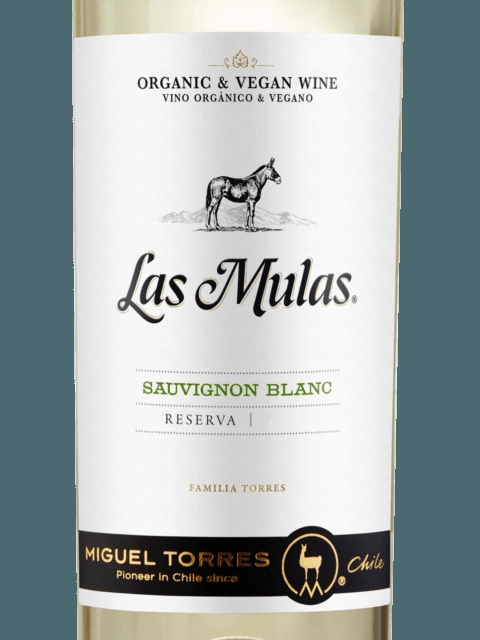 ORGANIC & VEGAN WINE
VINO ORGÁNICO & VEGANO
Las Mulas®
SAUVIGNON BLANC
RESERVA |
FAMILIA TORRES
MIGUEL TORRES
Pioneer in Chile since
® Chile